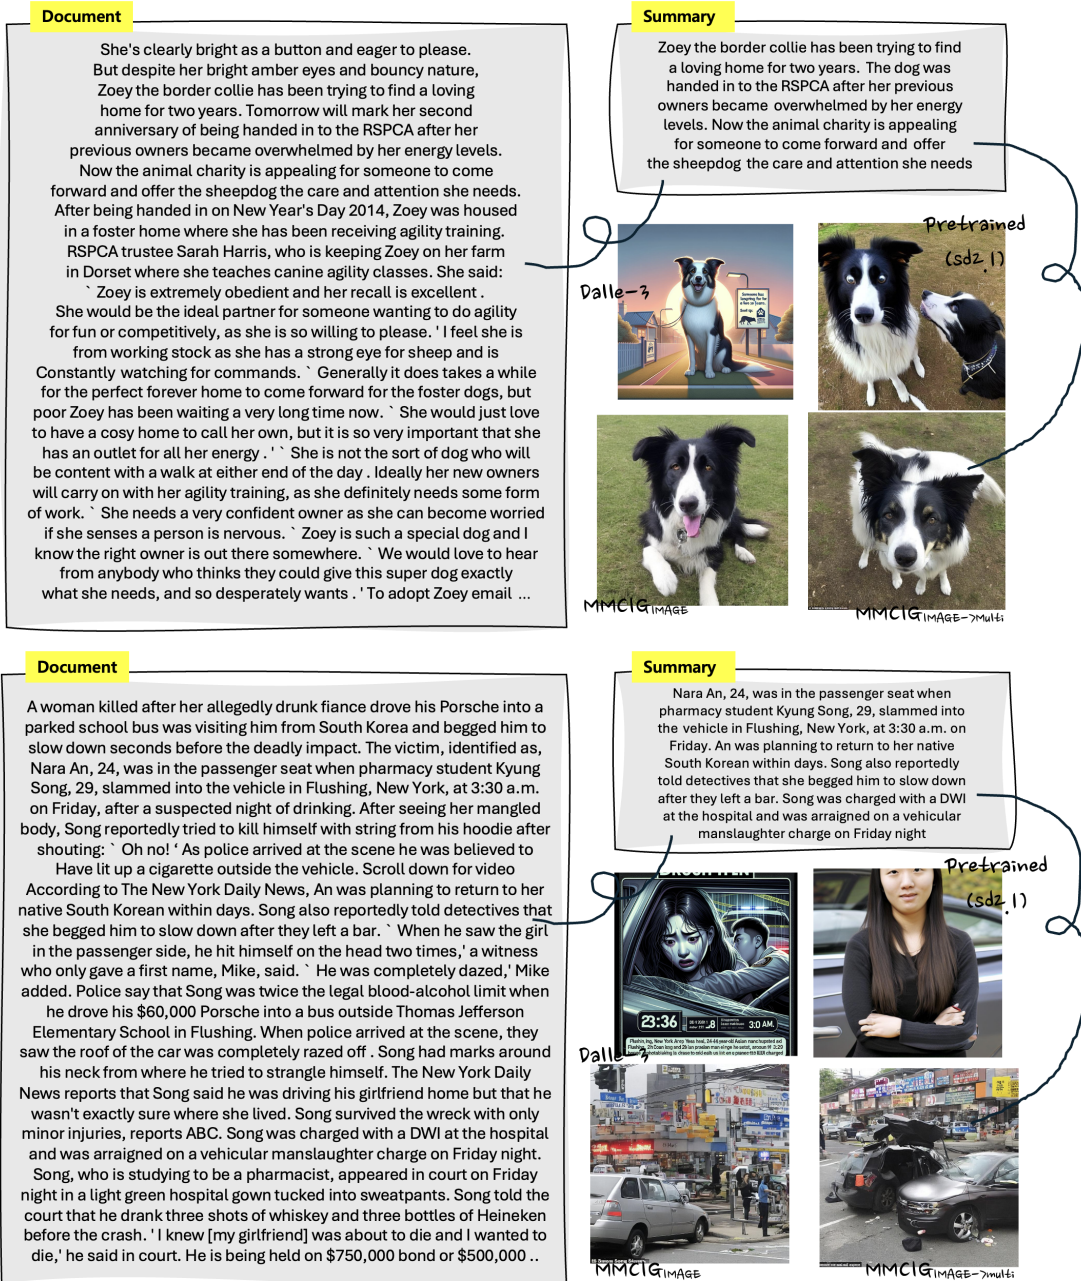 Document
She's clearly bright as a button and eager to please.
But despite her bright amber eyes and bouncy nature,
Zoey the border collie has been trying to find a loving
home for two years. Tomorrow will mark her second
anniversary of being handed in to the RSPCA after her
previous owners became overwhelmed by her energy levels.
Now the animal charity is appealing for someone to come
forward and offer the sheepdog the care and attention she needs.
After being handed in on New Year's Day 2014, Zoey was housed
in a foster home where she has been receiving agility training.
RSPCA trustee Sarah Harris, who is keeping Zoey on her farm
in Dorset where she teaches canine agility classes. She said:
` Zoey is extremely obedient and her recall is excellent .
She would be the ideal partner for someone wanting to do agility
for fun or competitively, as she is so willing to please. ' I feel she is
from working stock as she has a strong eye for sheep and is
Constantly watching for commands. ` Generally it does takes a while
for the perfect forever home to come forward for the foster dogs, but
poor Zoey has been waiting a very long time now. ` She would just love
to have a cosy home to call her own, but it is so very important that she
has an outlet for all her energy . ' ` She is not the sort of dog who will
be content with a walk at either end of the day . Ideally her new owners
will carry on with her agility training, as she definitely needs some form
of work. ` She needs a very confident owner as she can become worried
if she senses a person is nervous. ` Zoey is such a special dog and I
know the right owner is out there somewhere. ` We would love to hear
from anybody who thinks they could give this super dog exactly
what she needs, and so desperately wants . ' To adopt Zoey email ...
Summary
Zoey the border collie has been trying to find
a loving home for two years. The dog was
handed in to the RSPCA after her previous
owners became overwhelmed by her energy
levels. Now the animal charity is appealing
for someone to come forward and offer
the sheepdog the care and attention she needs
Dalle-3
Pretrained
(sd2.1)
MMCIG IMAGE
MMCIG IMAGE->Multi
Document
A woman killed after her allegedly drunk fiance drove his Porsche into a
parked school bus was visiting him from South Korea and begged him to
slow down seconds before the deadly impact. The victim, identified as,
Nara An, 24, was in the passenger seat when pharmacy student Kyung
Song, 29, slammed into the vehicle in Flushing, New York, at 3:30 a.m.
on Friday, after a suspected night of drinking. After seeing her mangled
body, Song reportedly tried to kill himself with string from his hoodie after
shouting: ` Oh no! ‘ As police arrived at the scene he was believed to
Have lit up a cigarette outside the vehicle. Scroll down for video
According to The New York Daily News, An was planning to return to her
native South Korean within days. Song also reportedly told detectives that
she begged him to slow down after they left a bar. ` When he saw the girl
in the passenger side, he hit himself on the head two times,' a witness
who only gave a first name, Mike, said. ` He was completely dazed,' Mike
added. Police say that Song was twice the legal blood-alcohol limit when
he drove his $60,000 Porsche into a bus outside Thomas Jefferson
Elementary School in Flushing. When police arrived at the scene, they
saw the roof of the car was completely razed off . Song had marks around
his neck from where he tried to strangle himself. The New York Daily
News reports that Song said he was driving his girlfriend home but that he
wasn't exactly sure where she lived. Song survived the wreck with only
minor injuries, reports ABC. Song was charged with a DWI at the hospital
and was arraigned on a vehicular manslaughter charge on Friday night.
Song, who is studying to be a pharmacist, appeared in court on Friday
night in a light green hospital gown tucked into sweatpants. Song told the
court that he drank three shots of whiskey and three bottles of Heineken
before the crash. ' I knew [my girlfriend] was about to die and I wanted to
die,' he said in court. He is being held on $750,000 bond or $500,000 ..
Summary
Nara An, 24, was in the passenger seat when
pharmacy student Kyung Song, 29, slammed into
the vehicle in Flushing, New York, at 3:30 a.m. on
Friday. An was planning to return to her native
South Korean within days. Song also reportedly
told detectives that she begged him to slow down
after they left a bar. Song was charged with a DWI
at the hospital and was arraigned on a vehicular
manslaughter charge on Friday night
23:36
3:0 AM.
Dalle-3
Pretrained
(sd2.1)
MMCIG IMAGE
MMCIG IMAGE->multi